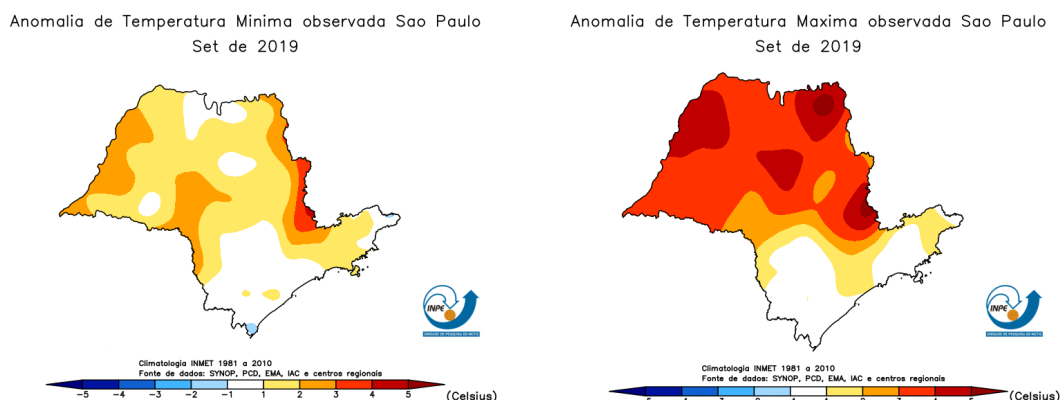 Anomalia de Temperatura Minima observada Sao Paulo
Set de 2019
INPE
Climatologia INMET 1981 a 2010
Fonte de dados: SYNOP, PCD, EMA, IAC e centros regionais
-5 -4 -3 -2 -1 1 2 3 4 5 (Celsius)
Anomalia de Temperatura Maxima observada Sao Paulo
Set de 2019
INPE
Climatologia INMET 1981 a 2010
Fonte de dados: SYNOP, PCD, EMA, IAC e centros regionais
(Celsius)